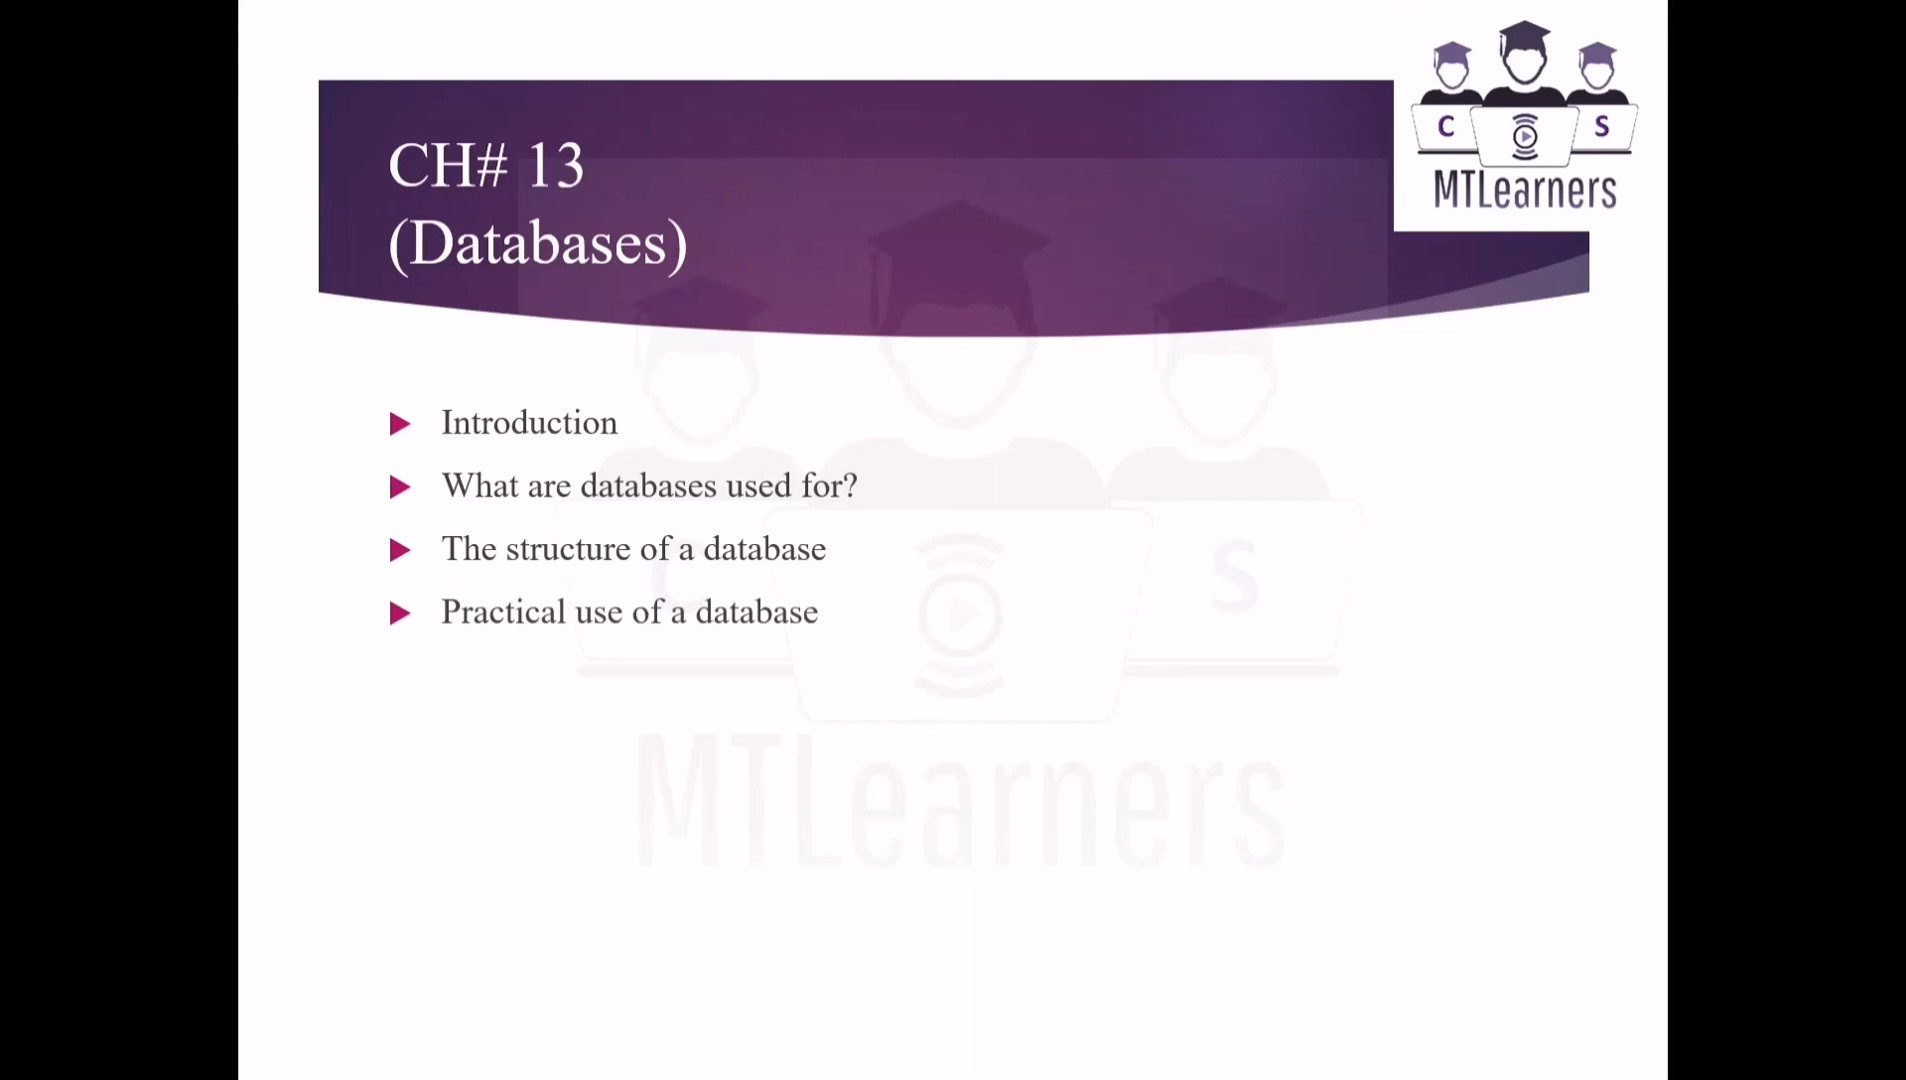 CH# 13
(Databases)
C S
MTLearners
Introduction
What are databases used for?
The structure of a database
Practical use of a database
C S
MTLearners